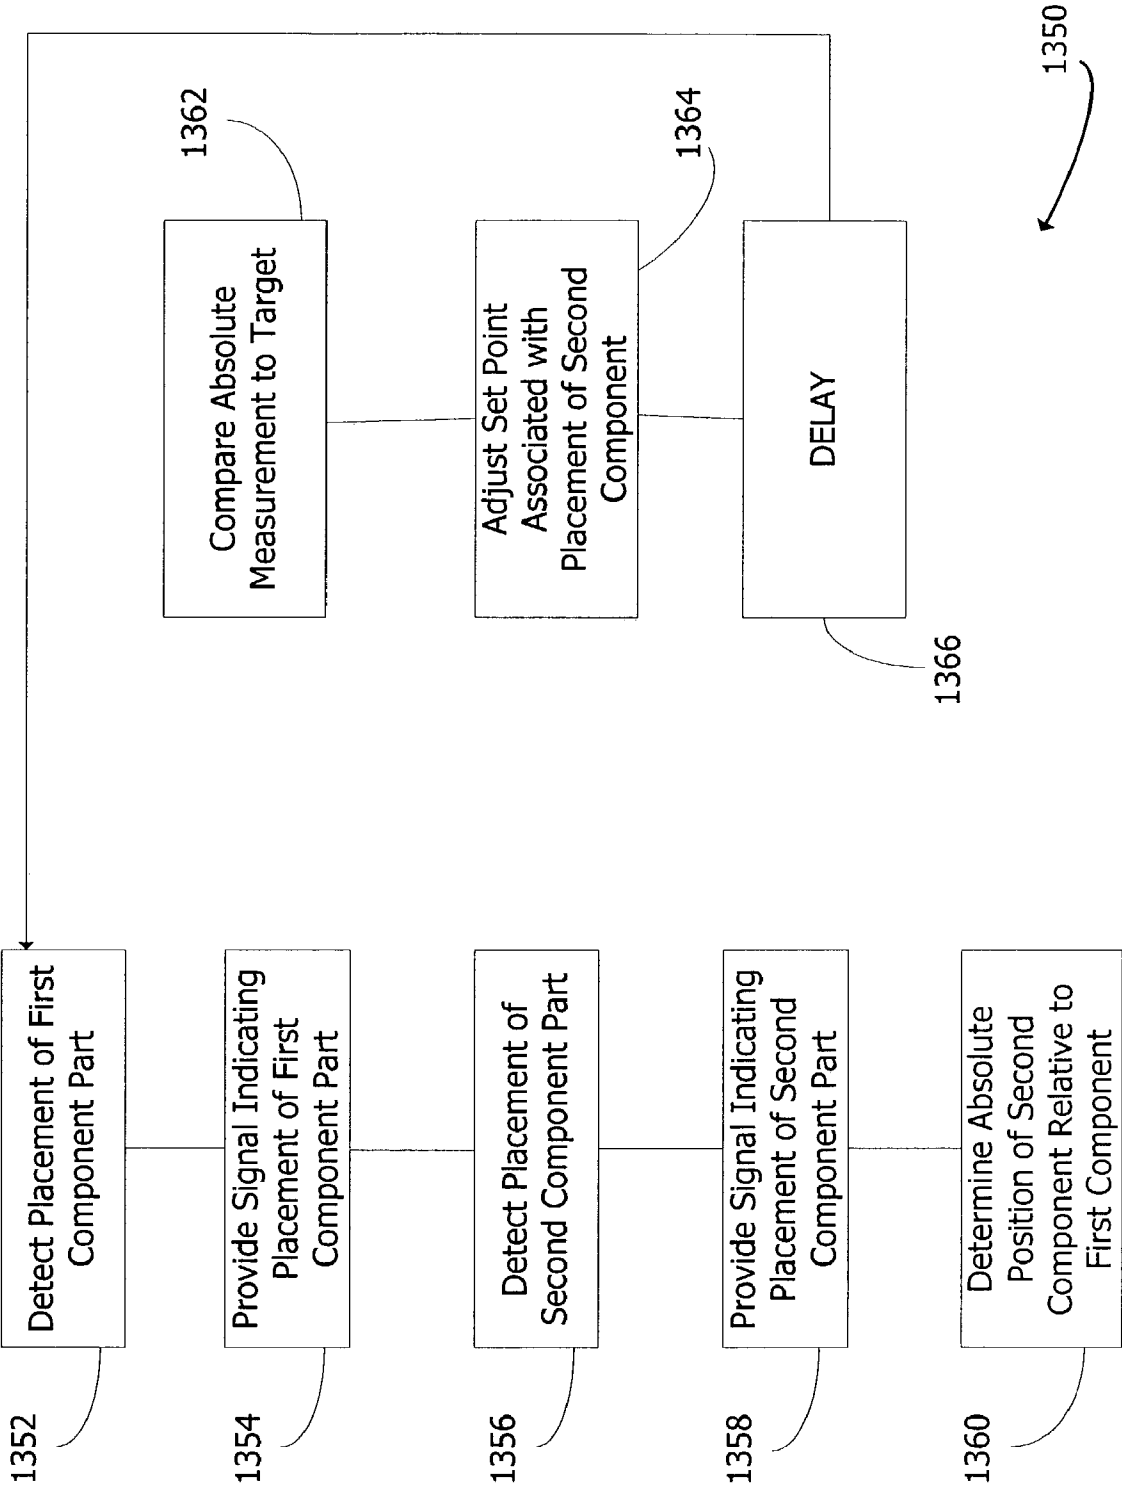 1352
Detect Placement of First
Component Part
1354
Provide Signal Indicating
Placement of First
Component Part
1356
Detect Placement of
Second Component Part
1358
Provide Signal Indicating
Placement of Second
Component Part
1360
Determine Absolute
Position of Second
Component Relative to
First Component
1362
Compare Absolute
Measurement to Target
1364
Adjust Set Point
Associated with
Placement of Second
Component
1366
DELAY
1350